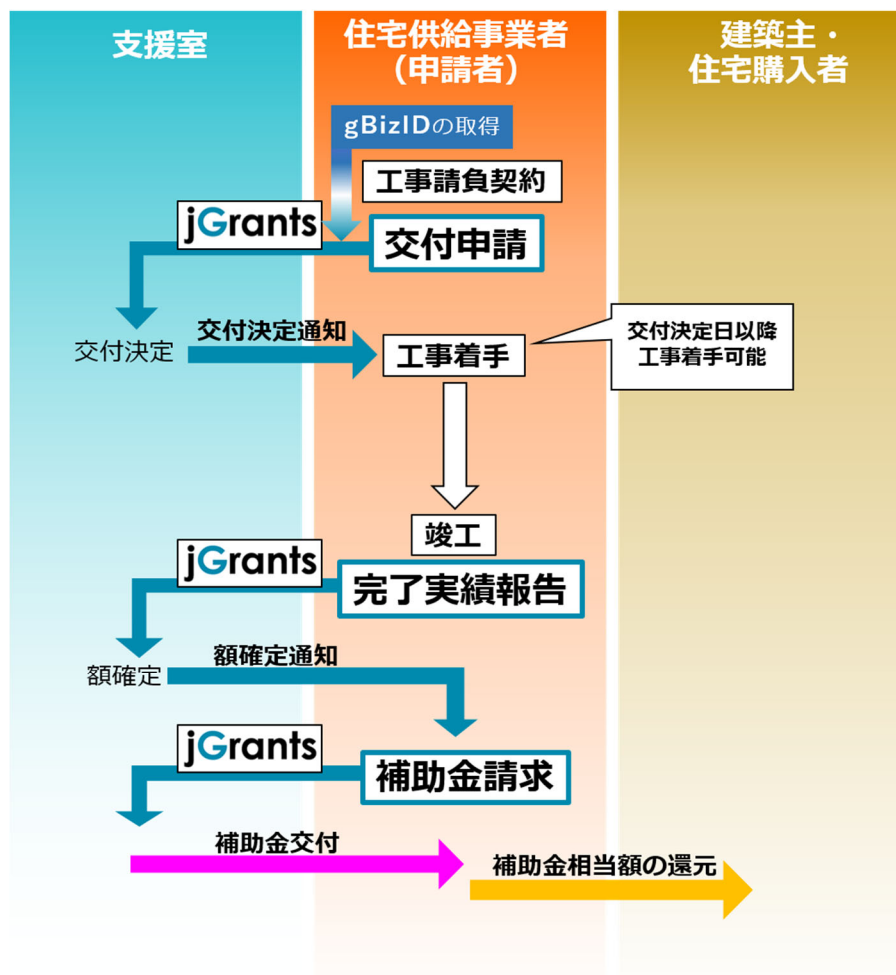 支援室
住宅供給事業者
（申請者）
建築主・
住宅購入者
gBizIDの取得
工事請負契約
jGrants
交付申請
交付決定通知
交付決定
工事着手
交付決定日以降
工事着手可能
竣工
jGrants
完了実績報告
額確定通知
額確定
jGrants
補助金請求
補助金交付
補助金相当額の還元